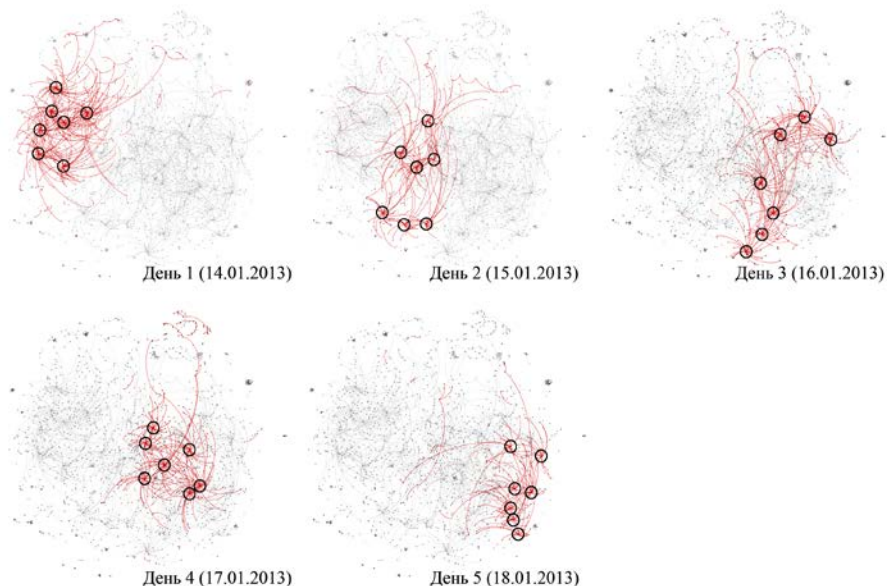 День 1 (14.01.2013)
День 2 (15.01.2013)
День 3 (16.01.2013)
День 4 (17.01.2013)
День 5 (18.01.2013)